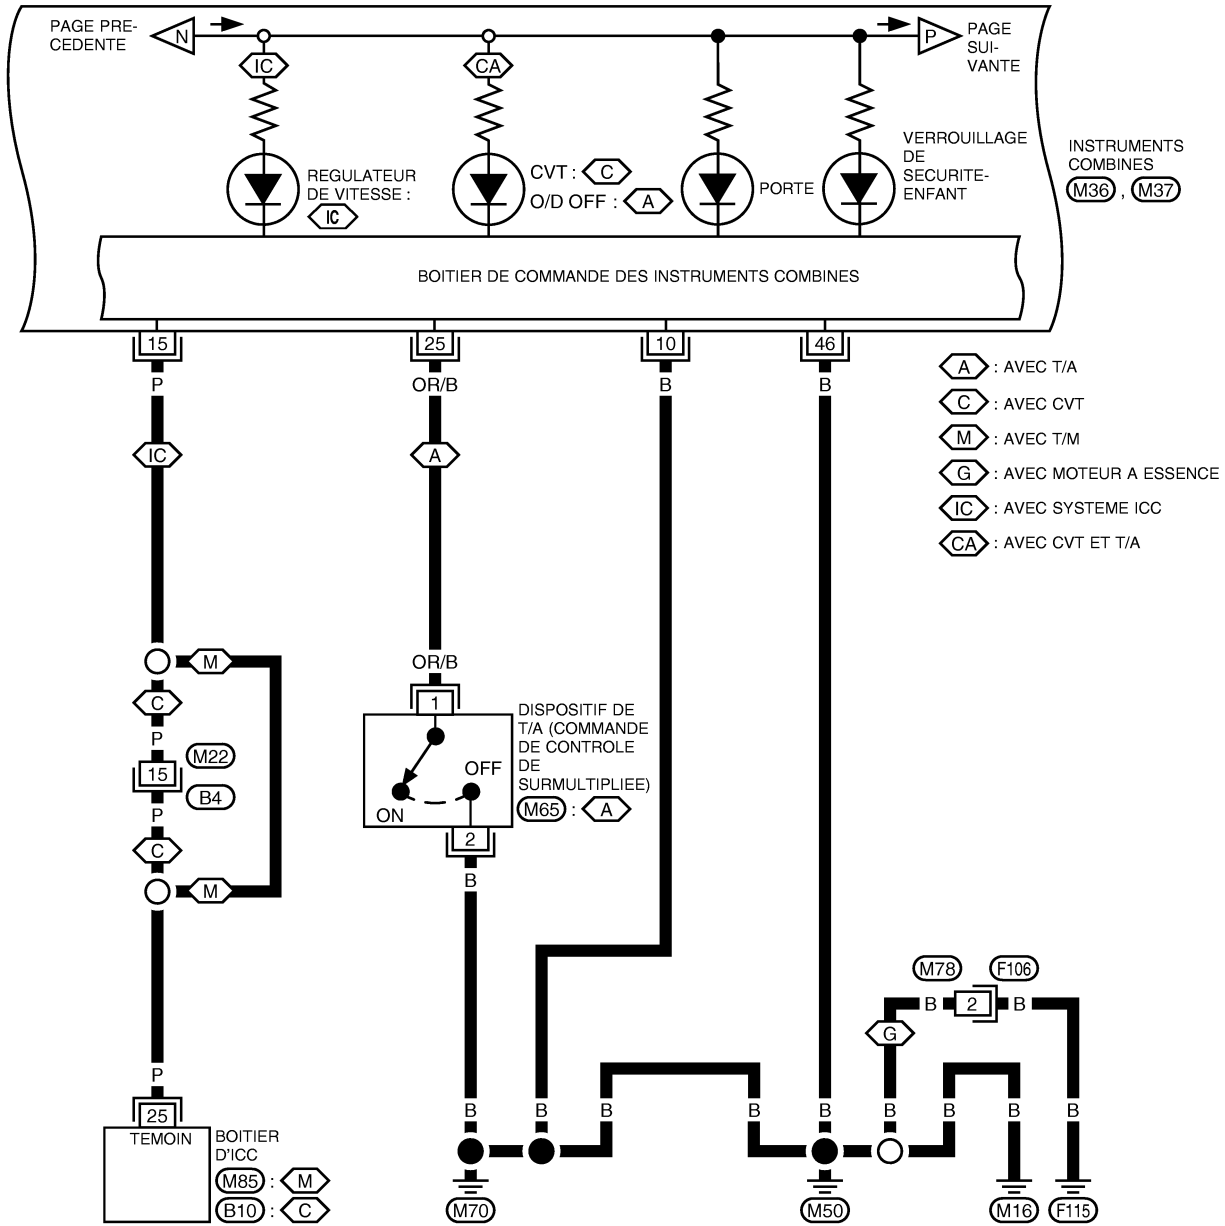 PAGE PRE-
CEDENTE
N
P
PAGE
SUI-
VANTE
IC
CA
REGULATEUR
DE VITESSE :
IC
CVT : C
O/D OFF : A
PORTE
VERROUILLAGE
DE
SECURITE-
ENFANT
INSTRUMENTS
COMBINES
M36 , M37
BOITIER DE COMMANDE DES INSTRUMENTS COMBINES
15
25
10
46
P
OR/B
B
B
A : AVEC T/A
C : AVEC CVT
M : AVEC T/M
G : AVEC MOTEUR A ESSENCE
IC : AVEC SYSTEME ICC
CA : AVEC CVT ET T/A
IC
A
M
C
P
15
M22
B4
P
C
M
OR/B
1
DISPOSITIF DE
T/A (COMMANDE
DE CONTROLE
DE
SURMULTIPLIEE)
M65 : A
OFF
ON
2
B
M78
F106
B
2
B
G
P
B
B
B
B
B
B
B
B
B
25
TEMOIN
BOITIER
D'ICC
M85 : M
B10 : C
M70
M50
M16
F115